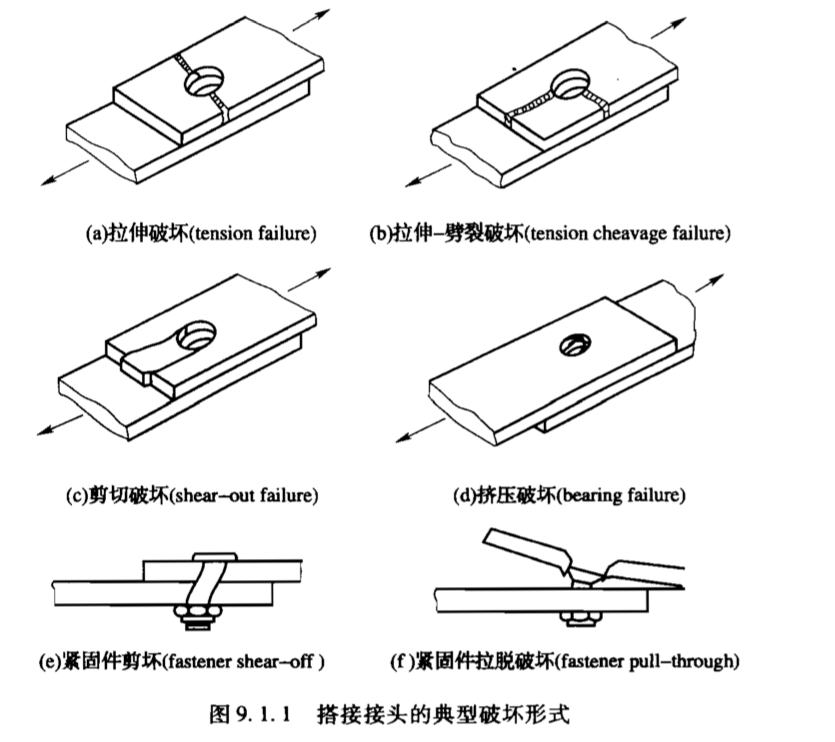 (a)拉伸破坏(tension failure)
(b)拉伸-劈裂破坏(tension cheavage failure)
(c)剪切破坏(shear-out failure)
(d)挤压破坏(bearing failure)
(e)紧固件剪坏(fastener shear-off )
(f )紧固件拉脱破坏(fastener pull-through)
图 9.1.1 搭接接头的典型破坏形式